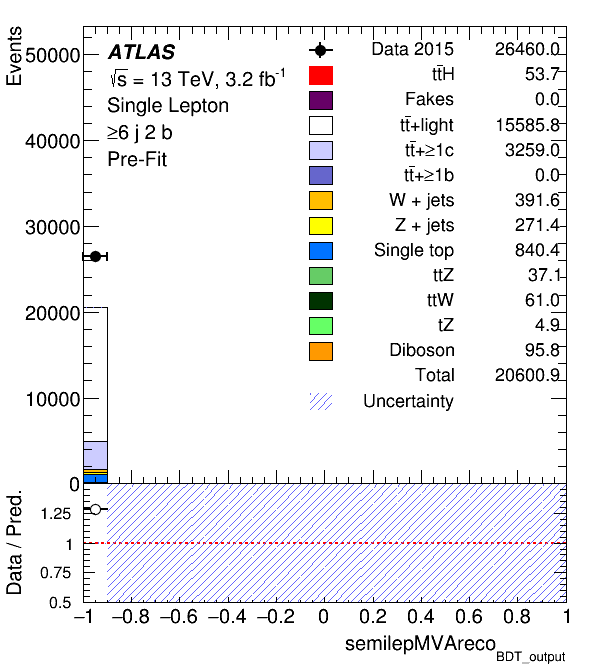 Events
50000
40000
30000
20000
10000
0
ATLAS
√s = 13 TeV, 3.2 fb⁻¹
Single Lepton
≥6 j 2 b
Pre-Fit
Data 2015 26460.0
tt̄H 53.7
Fakes 0.0
tt̄+light 15585.8
tt̄+≥1c 3259.0
tt̄+≥1b 0.0
W + jets 391.6
Z + jets 271.4
Single top 840.4
ttZ 37.1
ttW 61.0
tZ 4.9
Diboson 95.8
Total 20600.9
Uncertainty
Data / Pred.
1.25
1
0.75
0.5
−1 −0.8 −0.6 −0.4 −0.2 0 0.2 0.4 0.6 0.8 1
semilepMVAreco_BDT_output